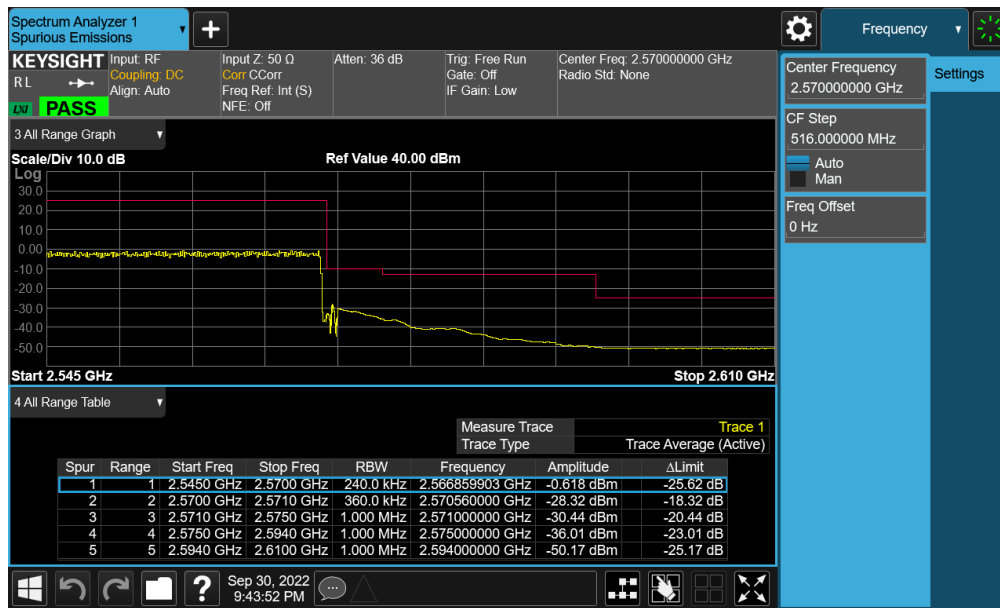 Spectrum Analyzer 1
Spurious Emissions
Frequency
KEYSIGHT
RL
LXI PASS
Input: RF
Coupling: DC
Align: Auto
Input Z: 50 Ω
Corr CCorr
Freq Ref: Int (S)
NFE: Off
Atten: 36 dB
Trig: Free Run
Gate: Off
IF Gain: Low
Center Freq: 2.570000000 GHz
Radio Std: None
Center Frequency
2.570000000 GHz
Settings
CF Step
516.000000 MHz
Auto
Man
Freq Offset
0 Hz
3 All Range Graph
Scale/Div 10.0 dB
Ref Value 40.00 dBm
Log
30.0
20.0
10.0
0.00
-10.0
-20.0
-30.0
-40.0
-50.0
Start 2.545 GHz
Stop 2.610 GHz
4 All Range Table
Measure Trace Trace 1
Trace Type Trace Average (Active)
Spur Range Start Freq Stop Freq RBW Frequency Amplitude ΔLimit
1 1 2.5450 GHz 2.5700 GHz 240.0 kHz 2.566859903 GHz -0.618 dBm -25.62 dB
2 2 2.5700 GHz 2.5710 GHz 360.0 kHz 2.570560000 GHz -28.32 dBm -18.32 dB
3 3 2.5710 GHz 2.5750 GHz 1.000 MHz 2.571000000 GHz -30.44 dBm -20.44 dB
4 4 2.5750 GHz 2.5940 GHz 1.000 MHz 2.575000000 GHz -36.01 dBm -23.01 dB
5 5 2.5940 GHz 2.6100 GHz 1.000 MHz 2.594000000 GHz -50.17 dBm -25.17 dB
?
Sep 30, 2022
9:43:52 PM